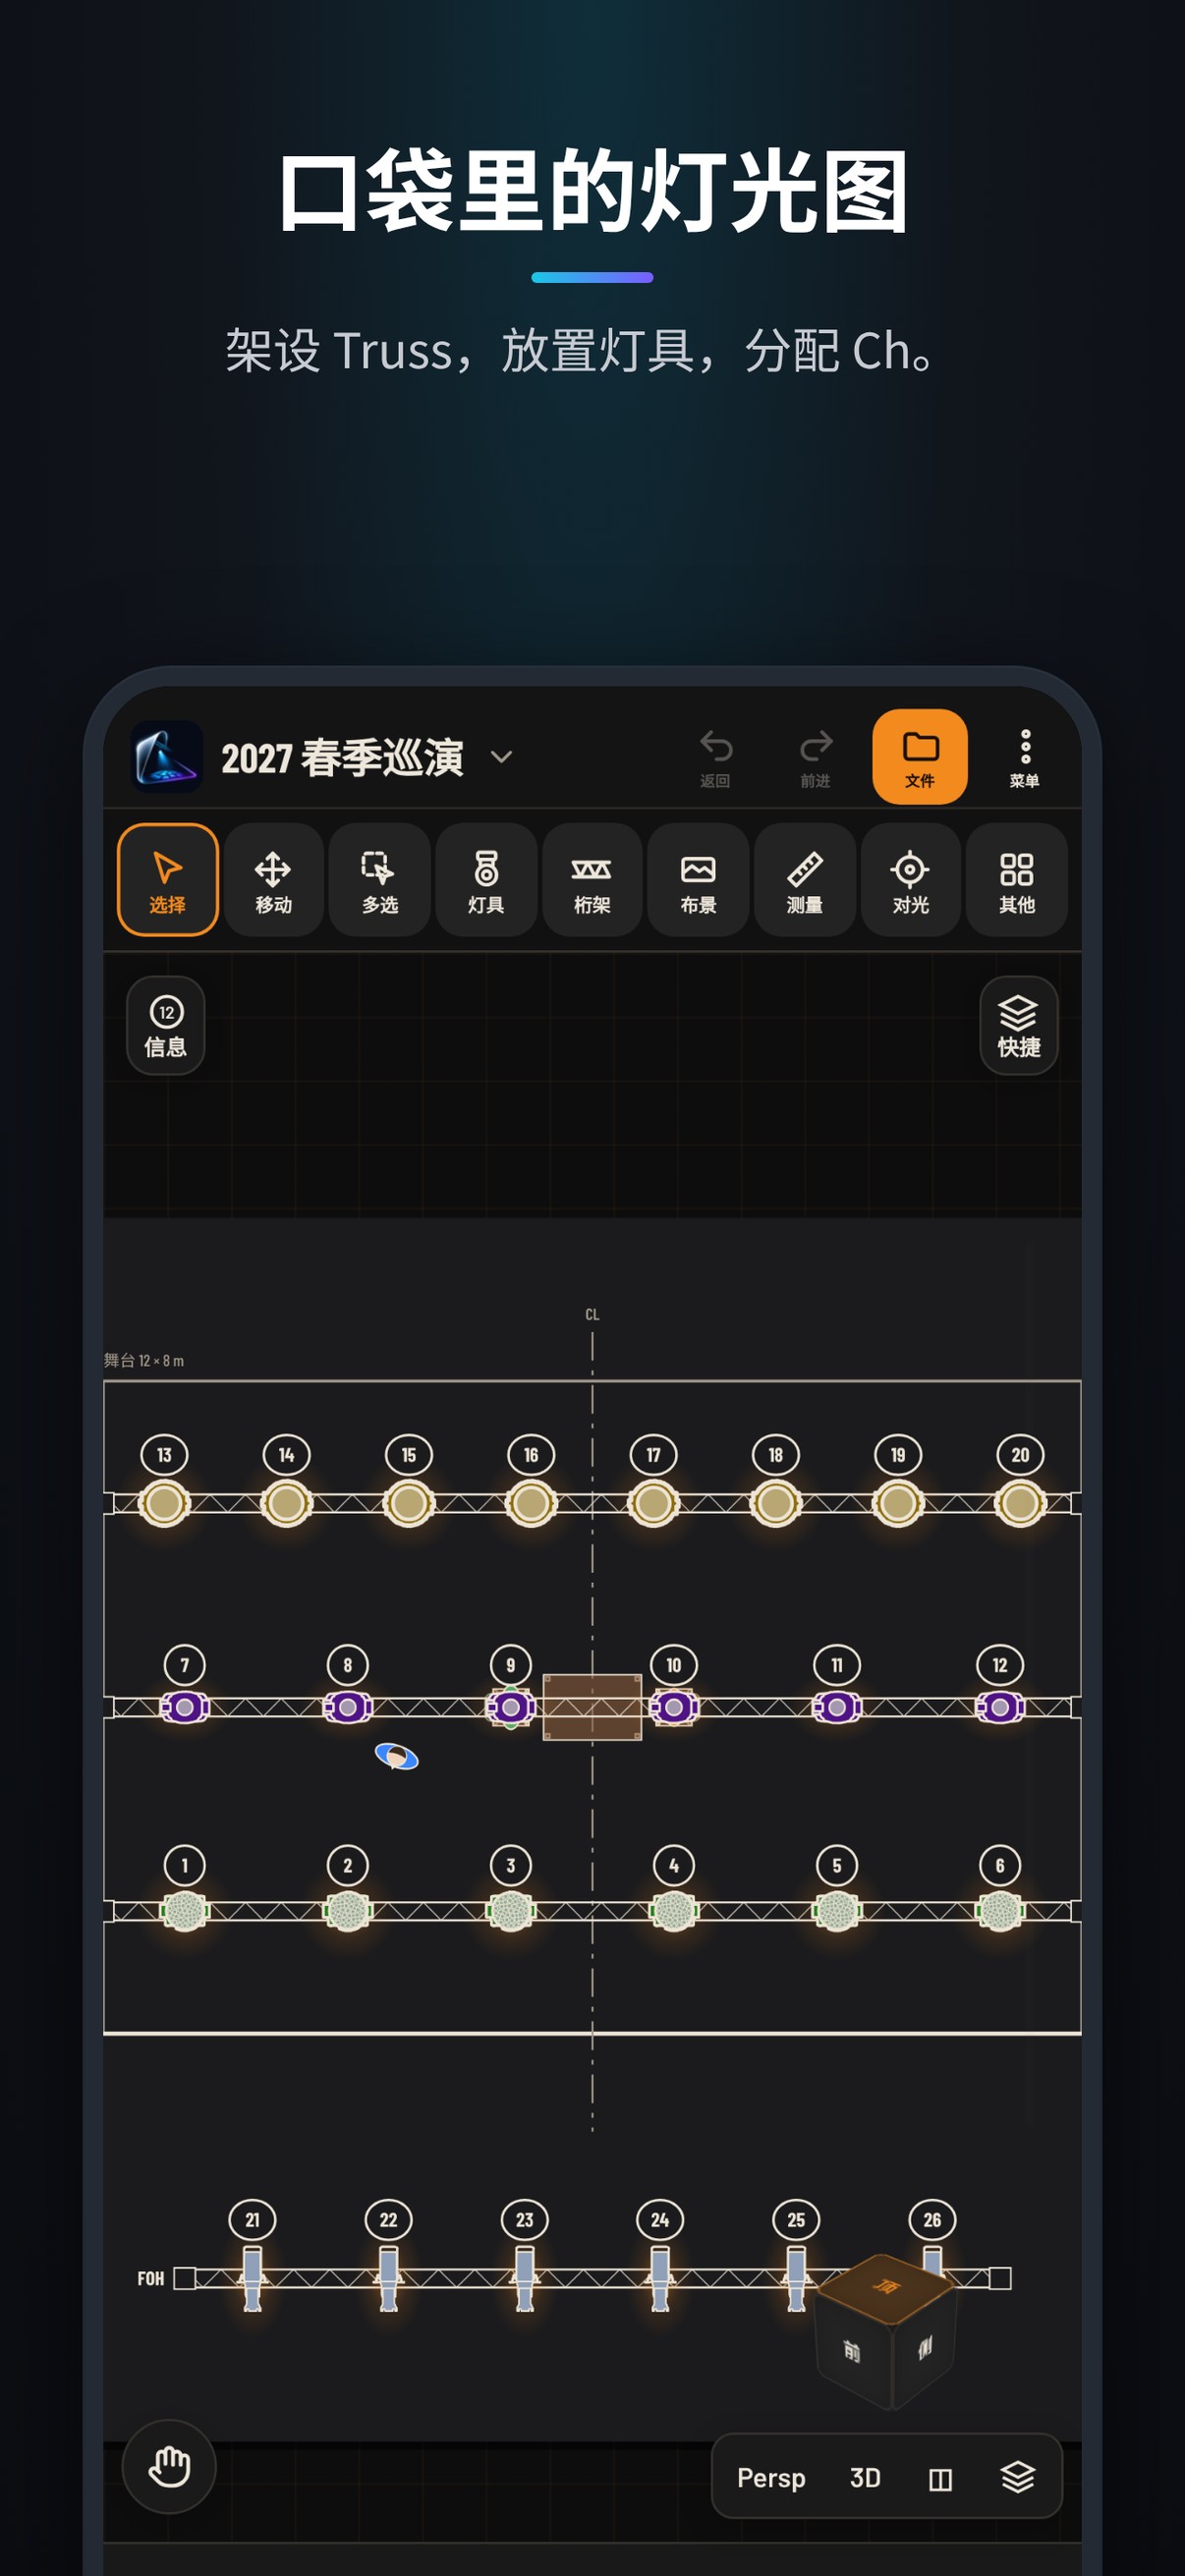 口袋里的灯光图
架设 Truss，放置灯具，分配 Ch。
2027 春季巡演
返回
前进
文件
菜单
选择
移动
多选
灯具
桁架
布景
测量
对光
其他
12
信息
快捷
CL
舞台 12 × 8 m
13 14 15 16 17 18 19 20
7 8 9 10 11 12
1 2 3 4 5 6
21 22 23 24 25 26
FOH
顶
前
侧
Persp 3D